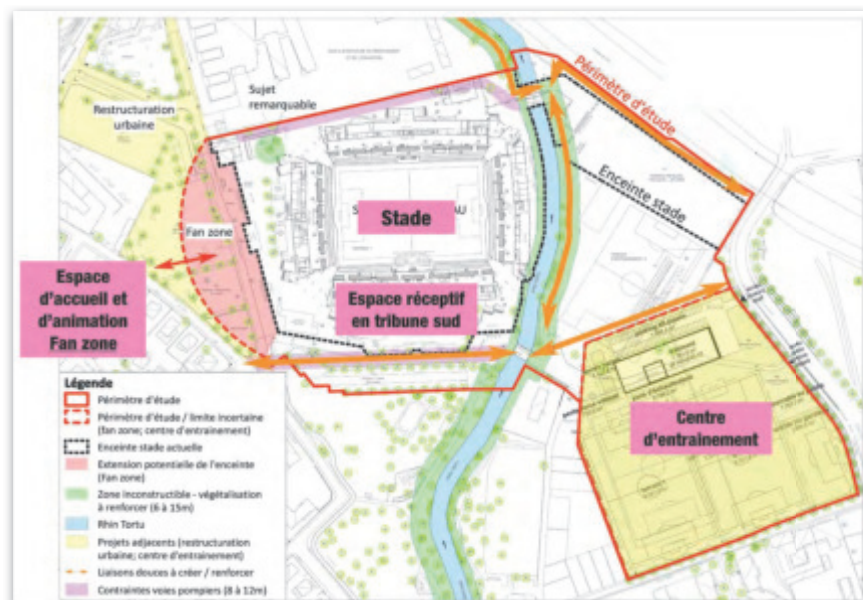 Restructuration
urbaine
Sujet
remarquable
Périmètre d'étude
Enceinte stade
Stade
Fan zone
Espace
d'accueil et
d'animation
Fan zone
Espace réceptif
en tribune sud
Centre
d'entrainement
Légende
Périmètre d'étude
Périmètre d'étude / limite incertaine
(fan zone; centre d'entrainement)
Enceinte stade actuelle
Extension potentielle de l'enceinte
(Fan zone)
Zone inconstructible - végétalisation
à renforcer (6 à 15m)
Rhin Tortu
Projets adjacents (restructuration
urbaine; centre d'entrainement)
Liaisons douces à créer / renforcer
Contraintes voies pompiers (8 à 12m)